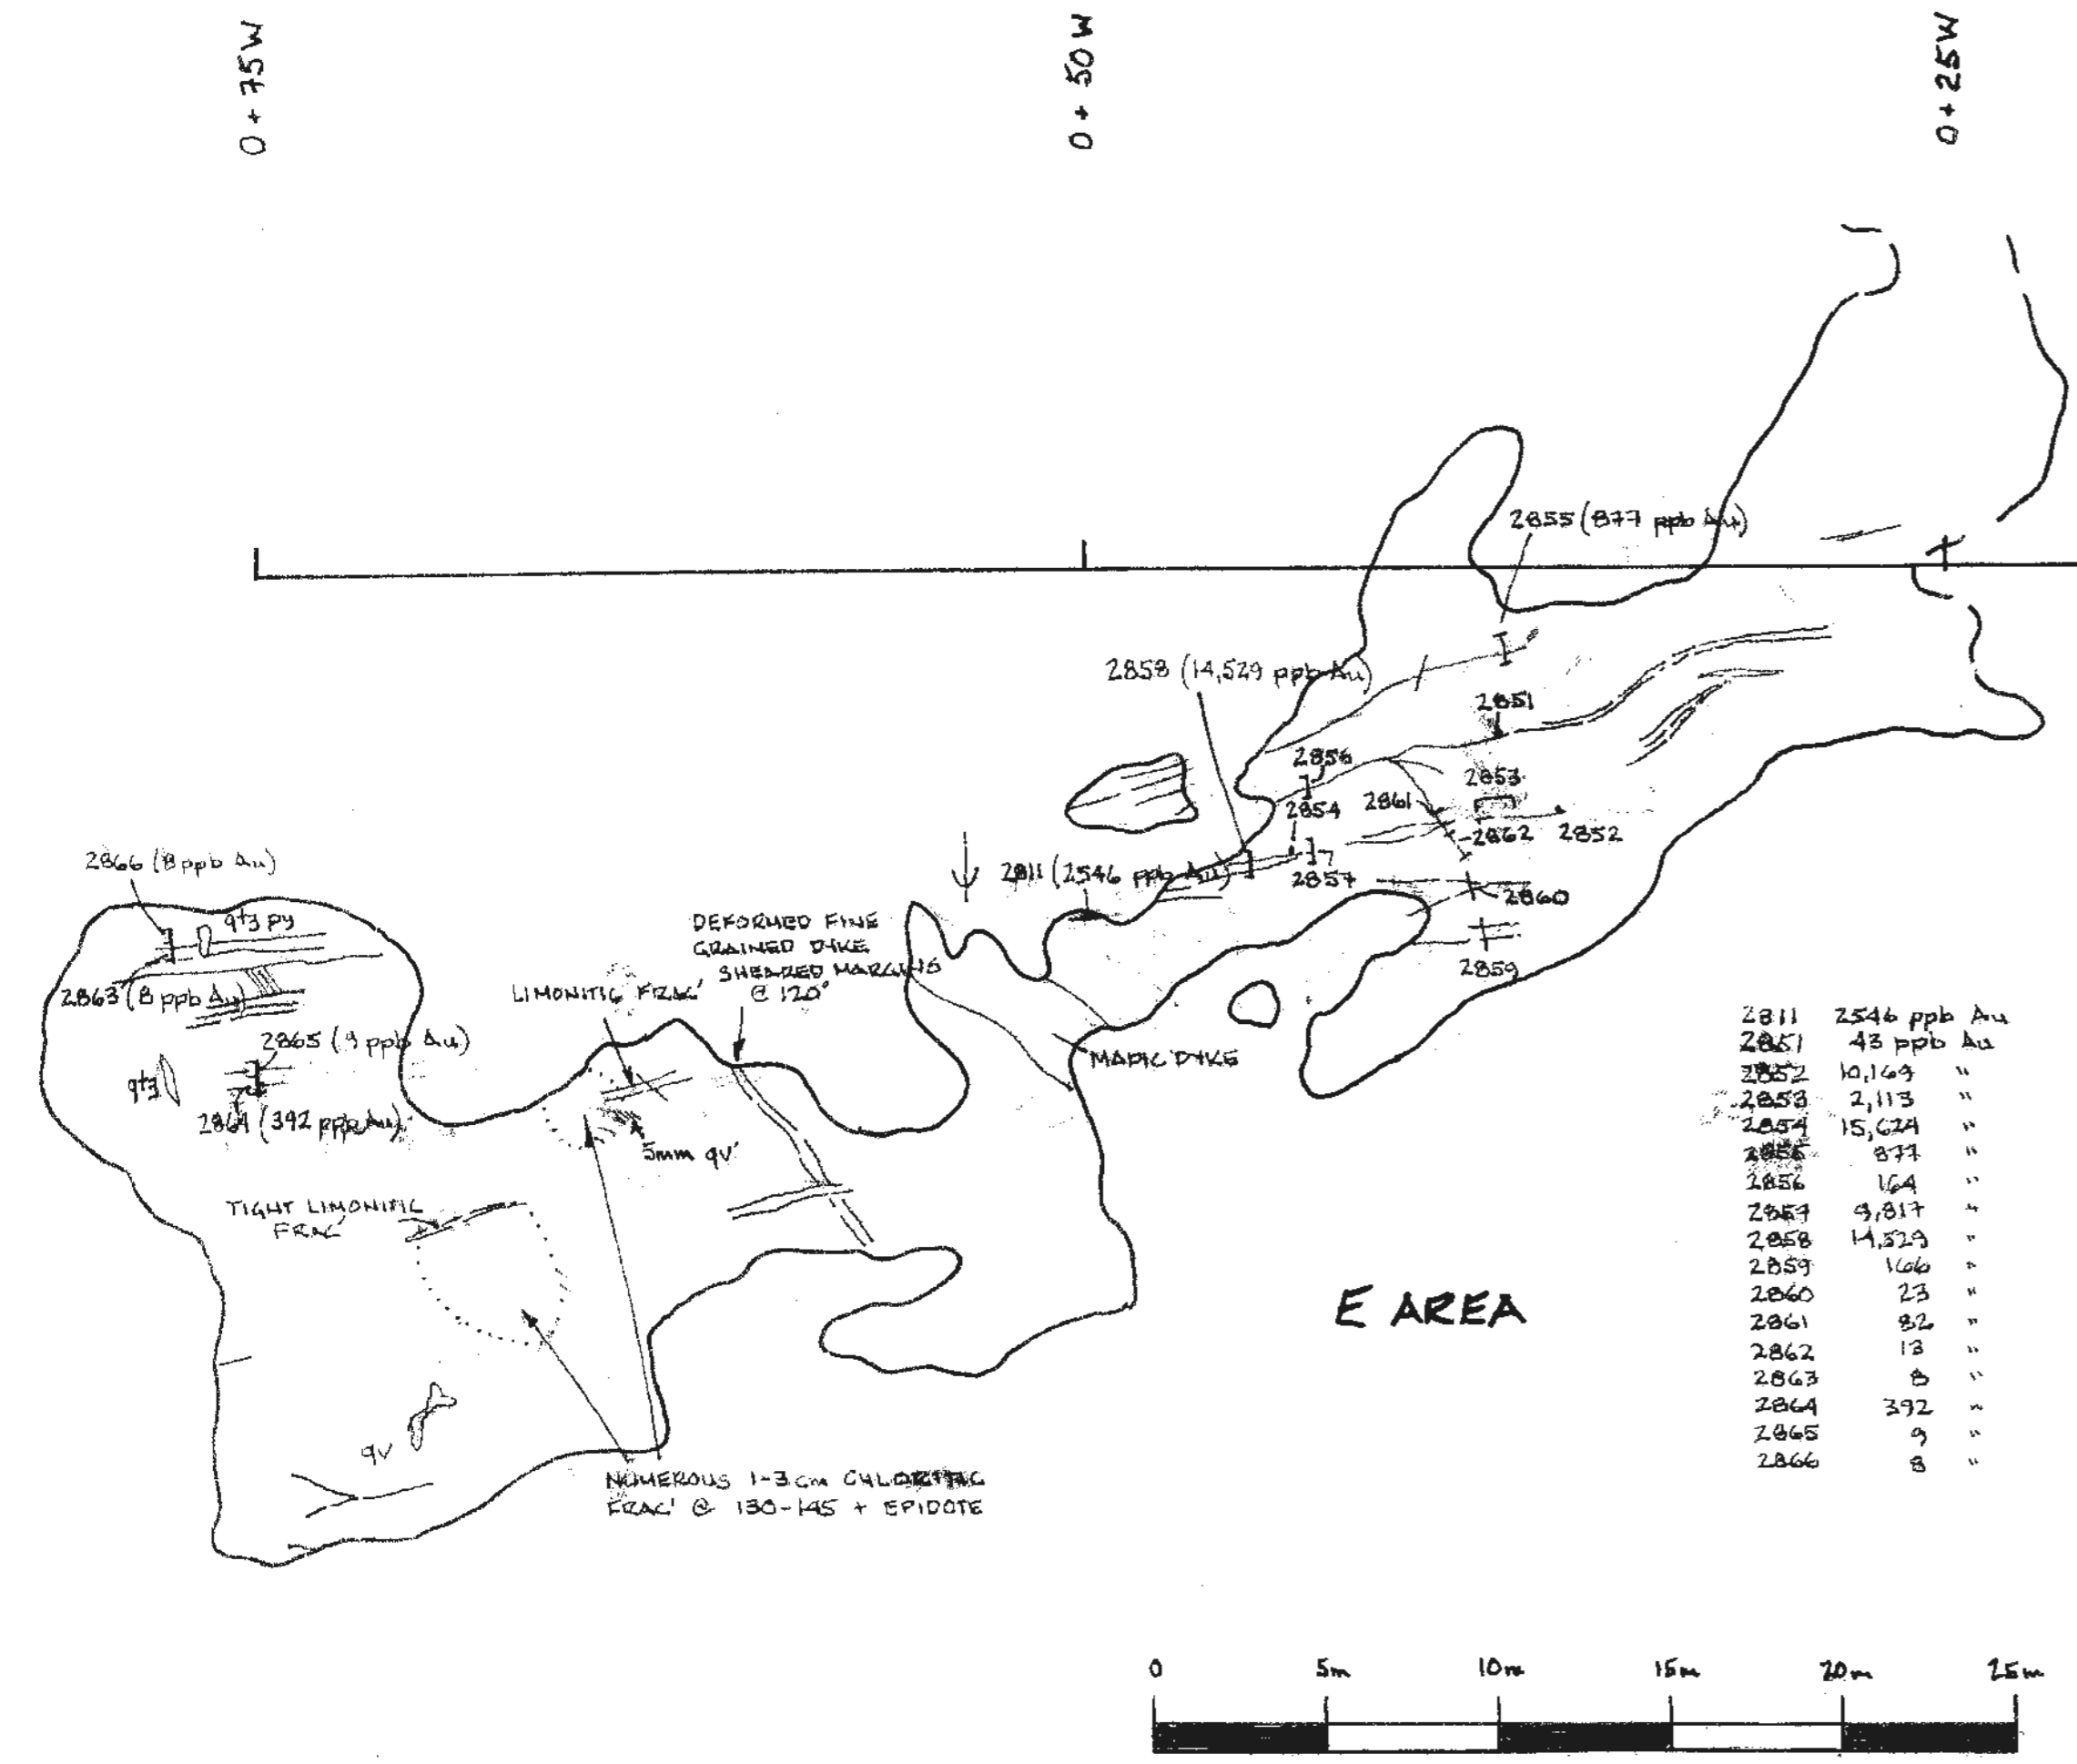 0 + 75W
0 + 50W
0 + 25W
2855 (877 ppb Au)
2858 (14,529 ppb Au)
2851
2856
2853
2854
2861
2862
2852
2811 (2546 ppb Au)
2857
2860
2859
2866 (8 ppb Au)
qtz py
2863 (8 ppb Au)
2865 (9 ppb Au)
qtz
2864 (392 ppb Au)
DEFORMED FINE
GRAINED DYKE
SHEARED MARGINS
@ 120°
LIMONITIC FRAC'
MAFIC DYKE
5mm qv'
TIGHT LIMONITIC
FRAC'
qv
NUMEROUS 1-3 cm CHLORITIC
FRAC' @ 130-145 + EPIDOTE
E AREA
2811 2546 ppb Au
2851 43 ppb Au
2852 10,169 "
2853 2,113 "
2854 15,624 "
2855 877 "
2856 164 "
2857 9,817 "
2858 14,529 "
2859 166 "
2860 23 "
2861 82 "
2862 13 "
2863 8 "
2864 392 "
2865 9 "
2866 8 "
0 5m 10m 15m 20m 25m